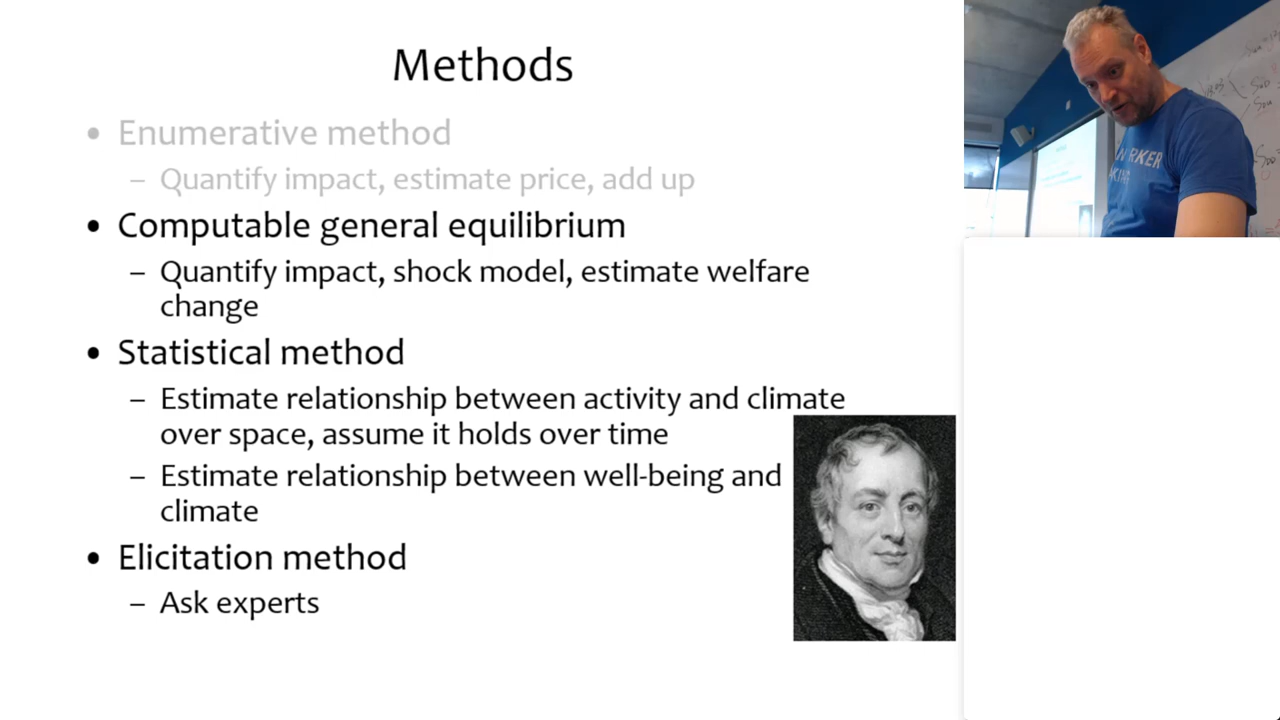 Methods
• Enumerative method
– Quantify impact, estimate price, add up
• Computable general equilibrium
– Quantify impact, shock model, estimate welfare
change
• Statistical method
– Estimate relationship between activity and climate
over space, assume it holds over time
– Estimate relationship between well-being and
climate
• Elicitation method
– Ask experts